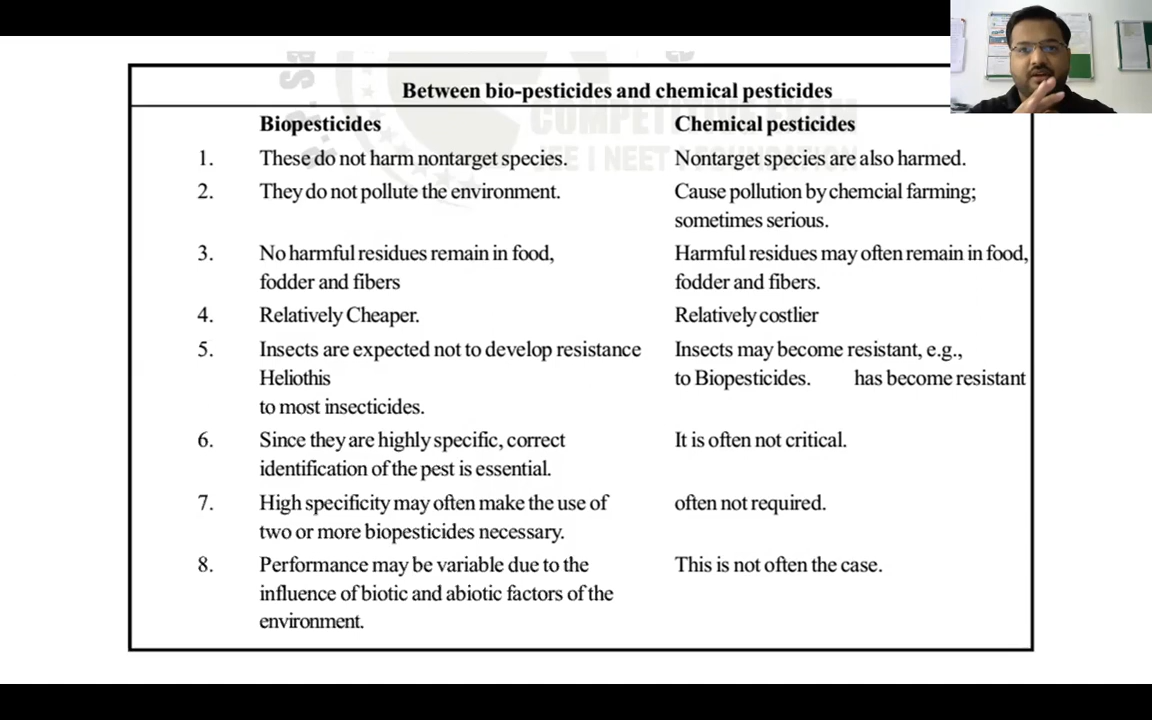 Between bio-pesticides and chemical pesticides
Biopesticides Chemical pesticides
1. These do not harm nontarget species. Nontarget species are also harmed.
2. They do not pollute the environment. Cause pollution by chemcial farming;
sometimes serious.
3. No harmful residues remain in food, Harmful residues may often remain in food,
fodder and fibers fodder and fibers.
4. Relatively Cheaper. Relatively costlier
5. Insects are expected not to develop resistance Insects may become resistant, e.g.,
Heliothis to Biopesticides. has become resistant
to most insecticides.
6. Since they are highly specific, correct It is often not critical.
identification of the pest is essential.
7. High specificity may often make the use of often not required.
two or more biopesticides necessary.
8. Performance may be variable due to the This is not often the case.
influence of biotic and abiotic factors of the
environment.
COMPETITIVE EXAM
JEE | NEET FOUNDATION